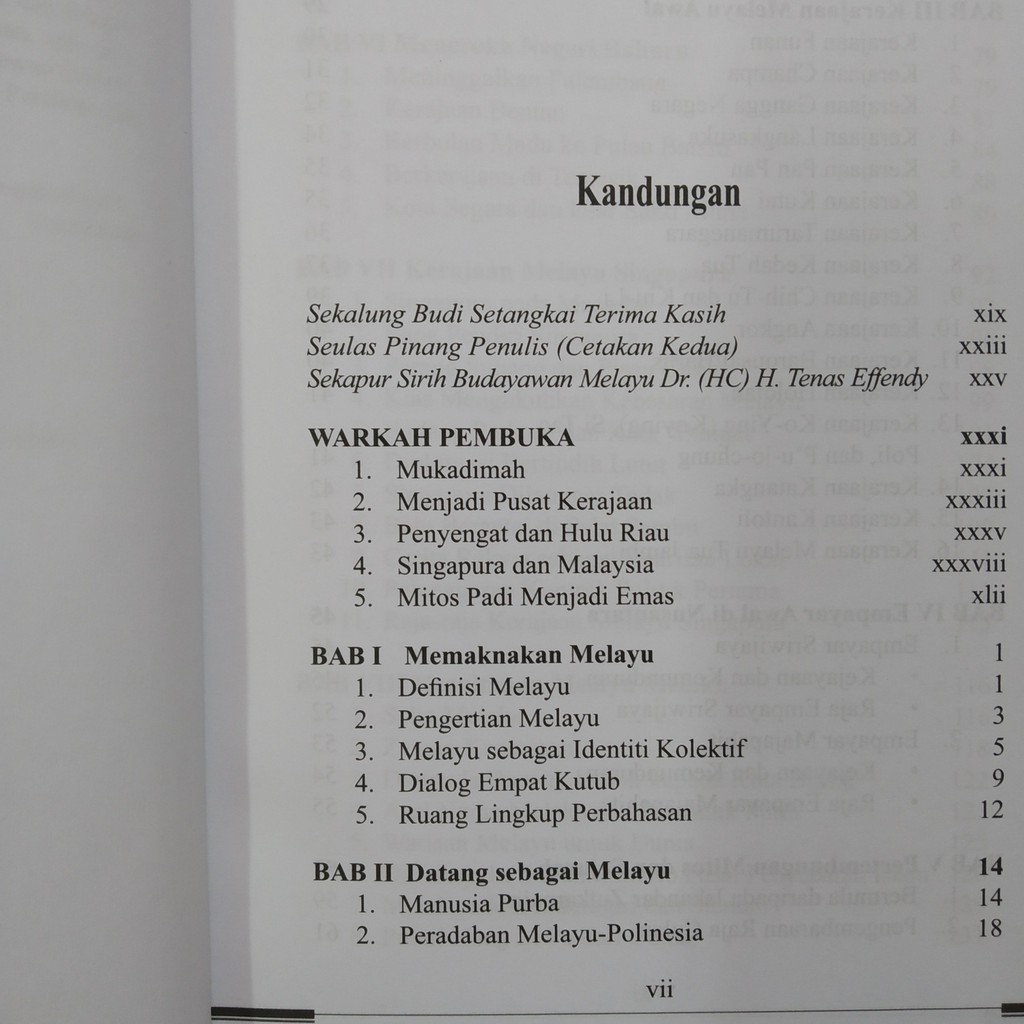 Kandungan
Sekalung Budi Setangkai Terima Kasih xix
Seulas Pinang Penulis (Cetakan Kedua) xxiii
Sekapur Sirih Budayawan Melayu Dr. (HC) H. Tenas Effendy xxv
WARKAH PEMBUKA xxxi
1. Mukadimah xxxi
2. Menjadi Pusat Kerajaan xxxiii
3. Penyengat dan Hulu Riau xxxv
4. Singapura dan Malaysia xxxviii
5. Mitos Padi Menjadi Emas xlii
BAB I Memaknakan Melayu 1
1. Definisi Melayu 1
2. Pengertian Melayu 3
3. Melayu sebagai Identiti Kolektif 5
4. Dialog Empat Kutub 9
5. Ruang Lingkup Perbahasan 12
BAB II Datang sebagai Melayu 14
1. Manusia Purba 14
2. Peradaban Melayu-Polinesia 18
vii